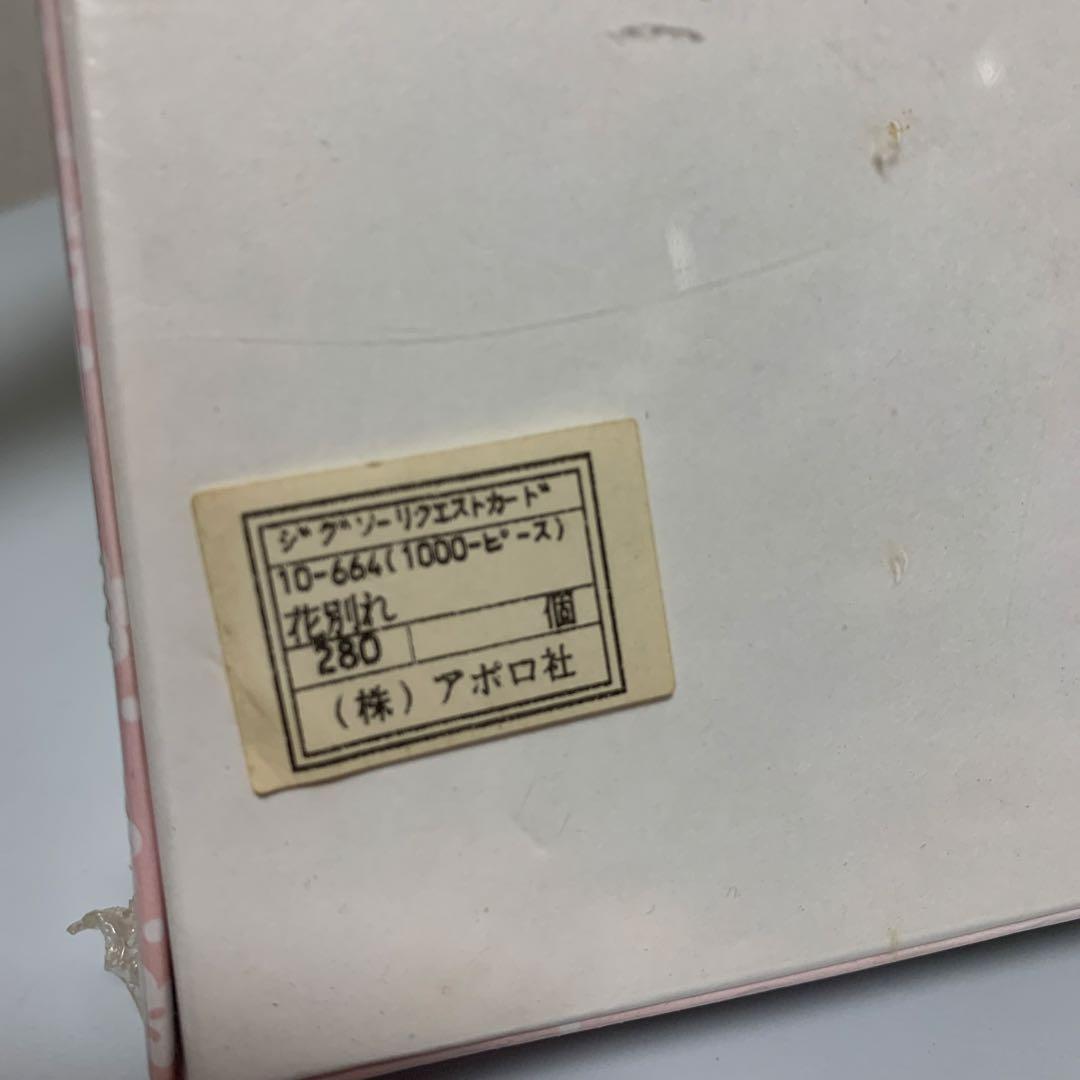 ジグソーリクエストカード
10-664(1000-ピース)
花別れ 個
280
(株)アポロ社